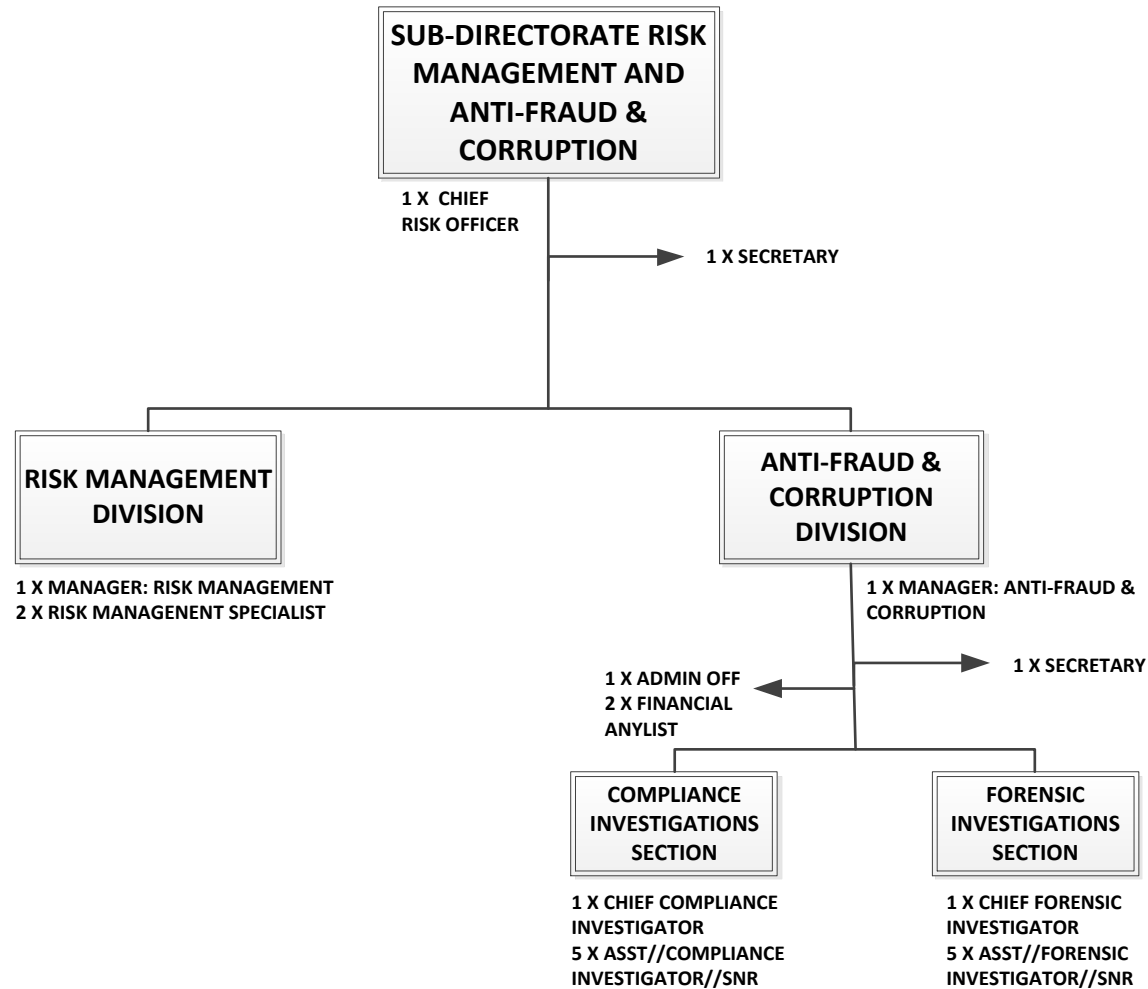 SUB-DIRECTORATE RISK
MANAGEMENT AND
ANTI-FRAUD &
CORRUPTION
1 X  CHIEF
RISK OFFICER
1 X SECRETARY
RISK MANAGEMENT
DIVISION
1 X MANAGER: RISK MANAGEMENT
2 X RISK MANAGENENT SPECIALIST
ANTI-FRAUD &
CORRUPTION
DIVISION
1 X MANAGER: ANTI-FRAUD &
CORRUPTION
1 X SECRETARY
1 X ADMIN OFF
2 X FINANCIAL
ANYLIST
COMPLIANCE
INVESTIGATIONS
SECTION
1 X CHIEF COMPLIANCE
INVESTIGATOR
5 X ASST//COMPLIANCE
INVESTIGATOR//SNR
FORENSIC
INVESTIGATIONS
SECTION
1 X CHIEF FORENSIC
INVESTIGATOR
5 X ASST//FORENSIC
INVESTIGATOR//SNR